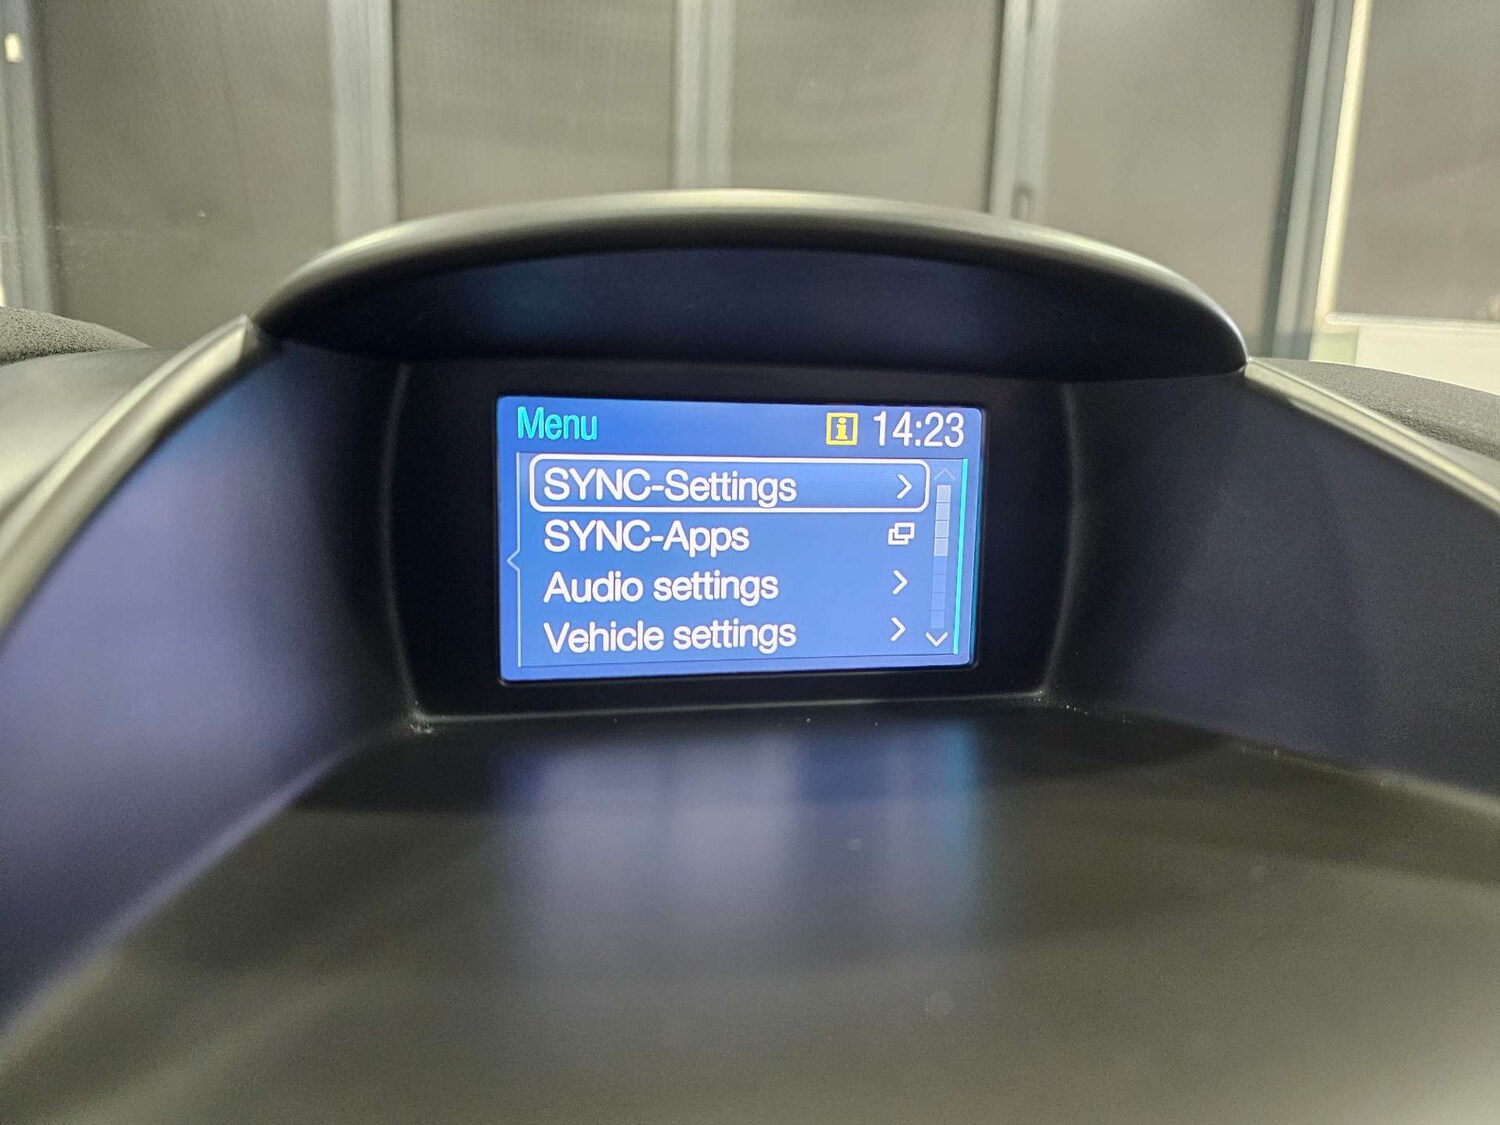 Menu i 14:23
SYNC-Settings
SYNC-Apps
Audio settings
Vehicle settings